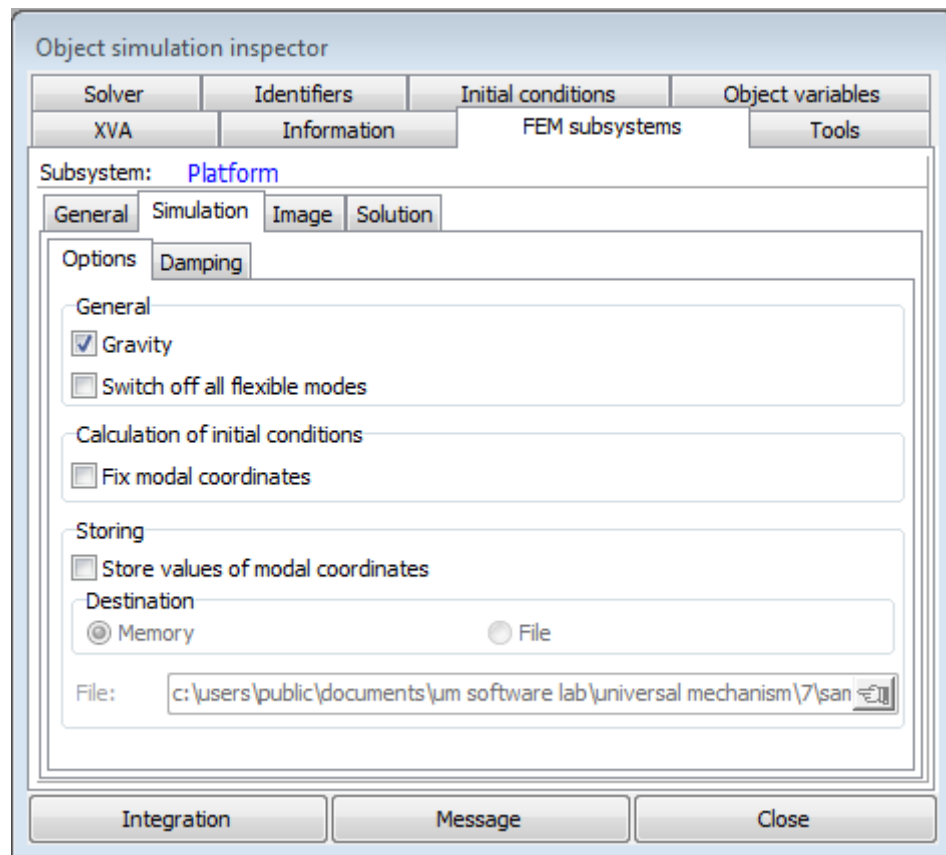 Object simulation inspector
Solver Identifiers Initial conditions Object variables
XVA Information FEM subsystems Tools
Subsystem: Platform
General Simulation Image Solution
Options Damping
General
Gravity
Switch off all flexible modes
Calculation of initial conditions
Fix modal coordinates
Storing
Store values of modal coordinates
Destination
Memory File
File: c:\users\public\documents\um software lab\universal mechanism\7\san
Integration Message Close